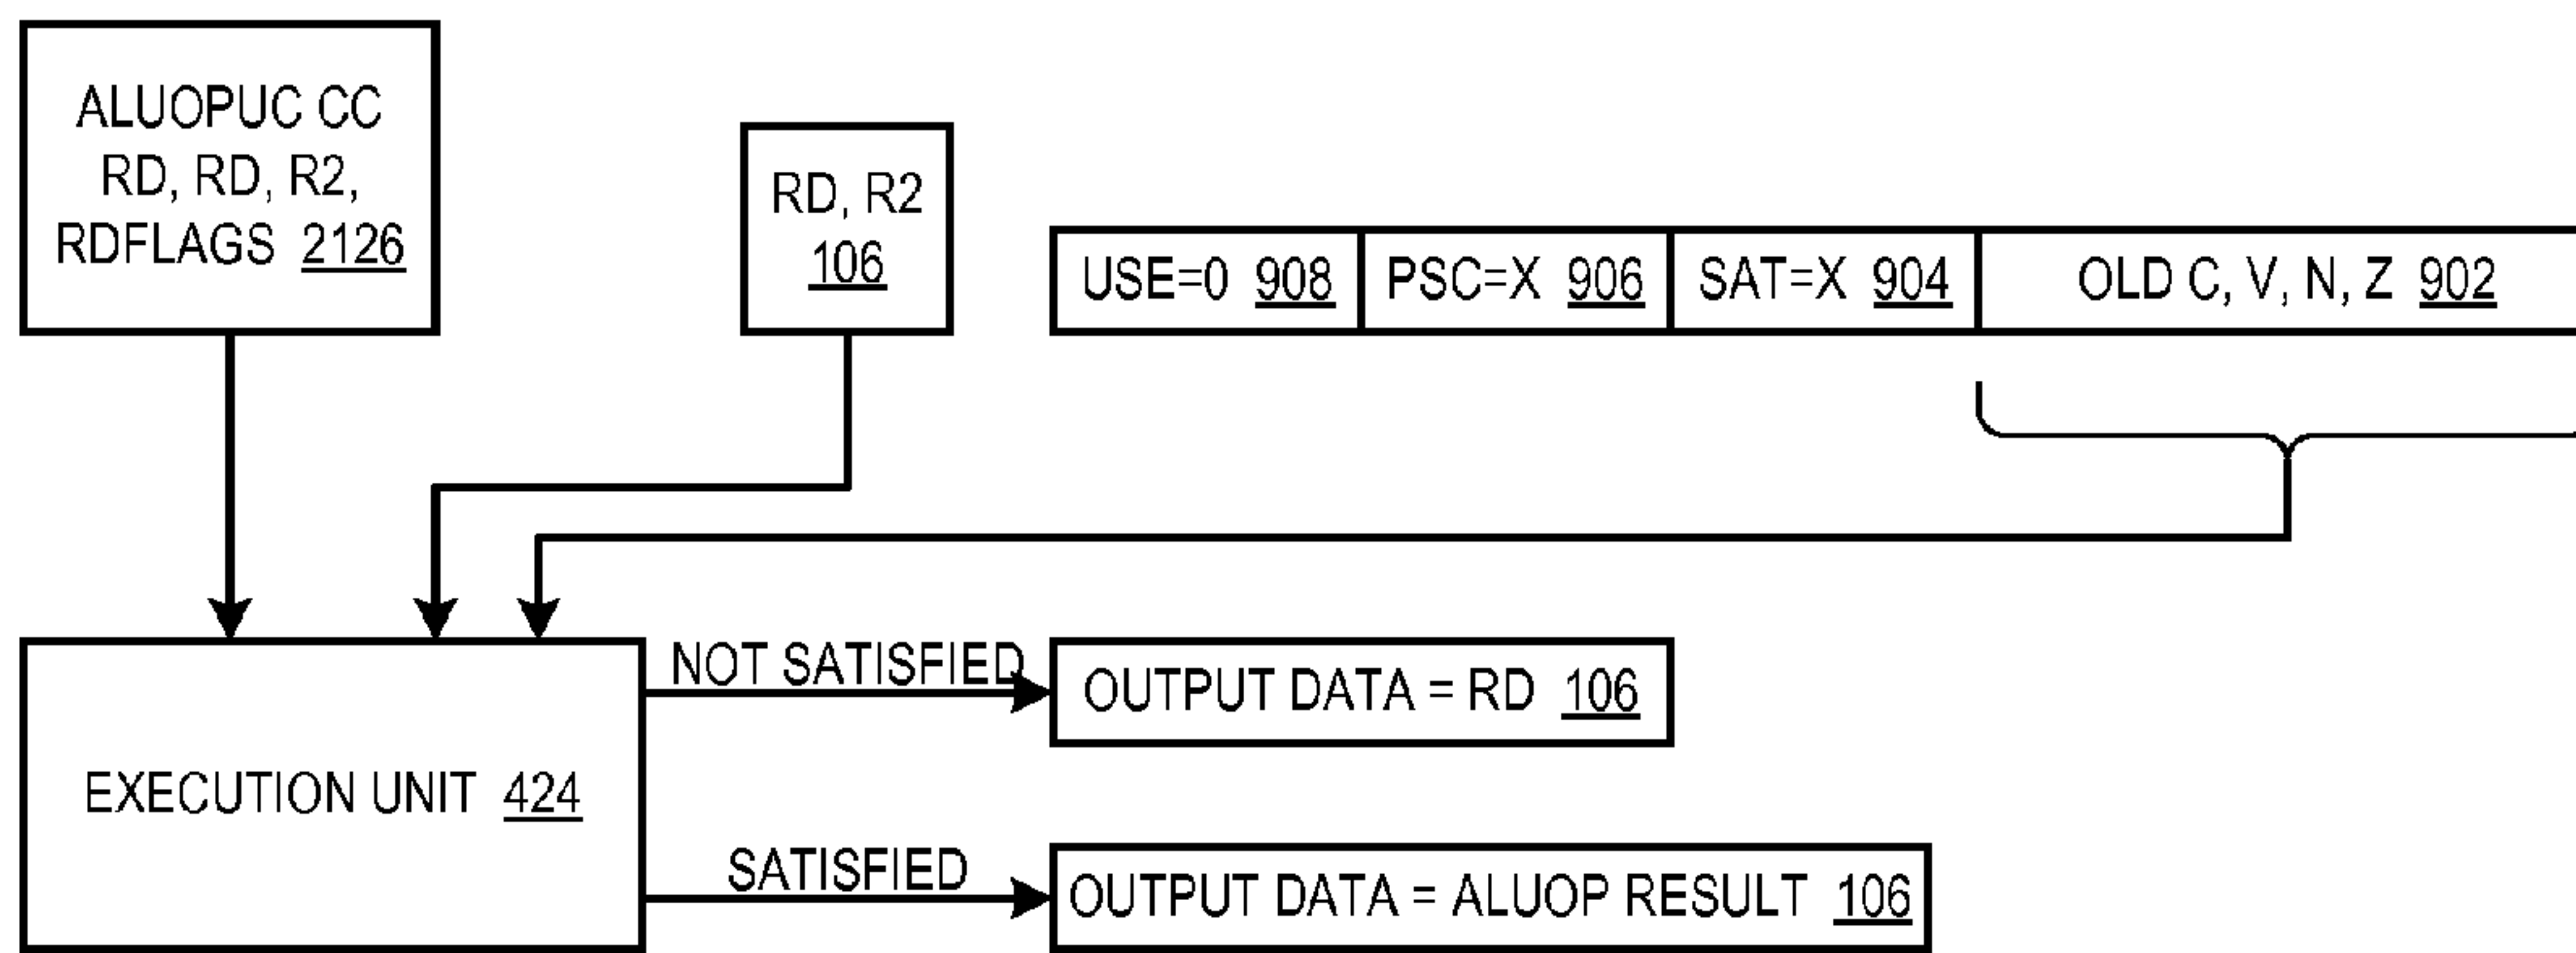 ALUOPUC CC
RD, RD, R2,
RDFLAGS 2126
RD, R2
106
USE=0 908
PSC=X 906
SAT=X 904
OLD C, V, N, Z 902
NOT SATISFIED
OUTPUT DATA = RD 106
EXECUTION UNIT 424
SATISFIED
OUTPUT DATA = ALUOP RESULT 106